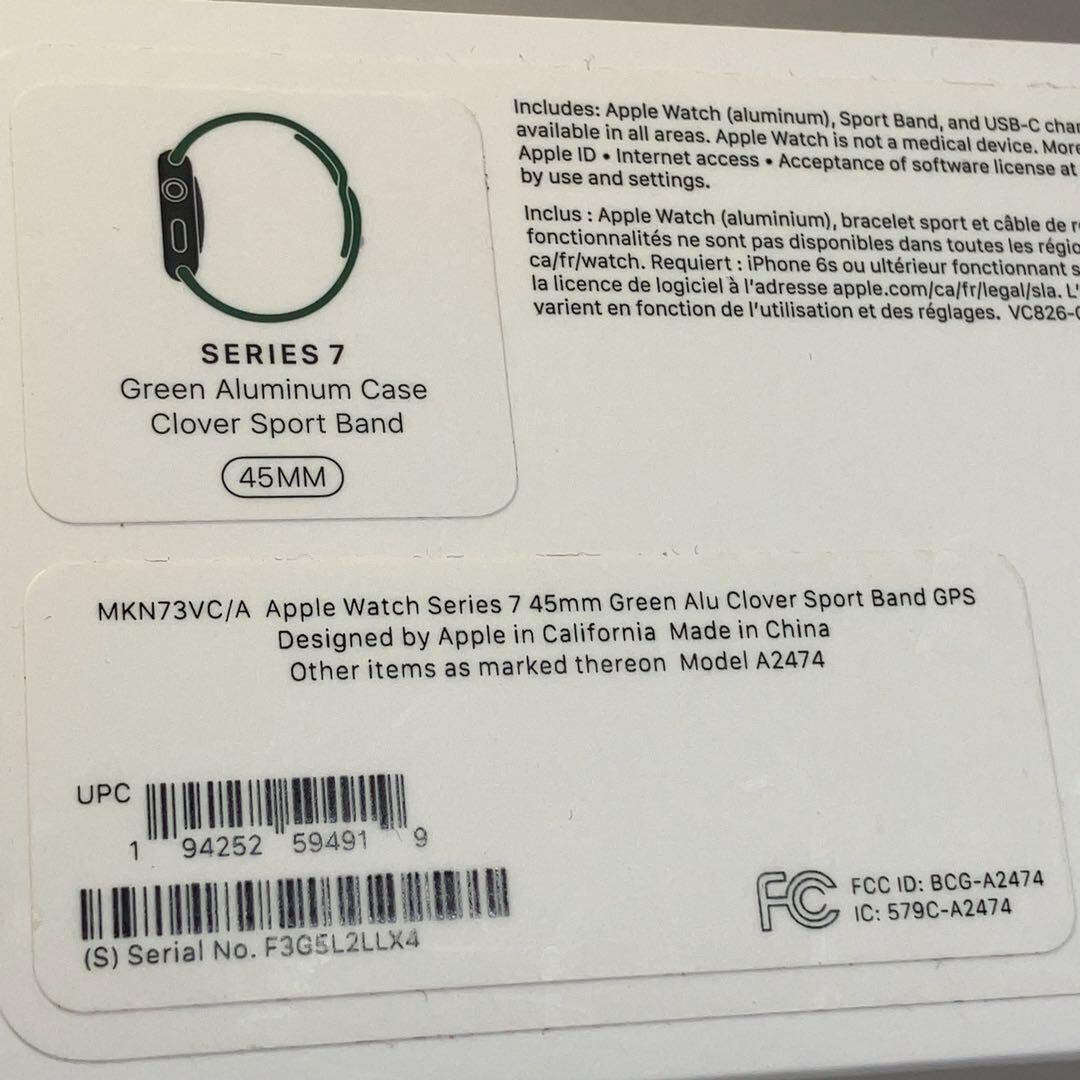 SERIES 7
Green Aluminum Case
Clover Sport Band
45MM
Includes: Apple Watch (aluminum), Sport Band, and USB-C
available in all areas. Apple Watch is not a medical device. More
Apple ID • Internet access • Acceptance of software license at
by use and settings.
Inclus : Apple Watch (aluminium), bracelet sport et câble de
fonctionnalités ne sont pas disponibles dans toutes les
ca/fr/watch. Requiert : iPhone 6s ou ultérieur fonctionnant
la licence de logiciel à l'adresse apple.com/ca/fr/legal/sla.
varient en fonction de l'utilisation et des réglages. VC826-
MKN73VC/A Apple Watch Series 7 45mm Green Alu Clover Sport Band GPS
Designed by Apple in California Made in China
Other items as marked thereon Model A2474
UPC
1 94252 59491 9
(S) Serial No. F3G5L2LLX4
FC FCC ID: BCG-A2474
IC: 579C-A2474